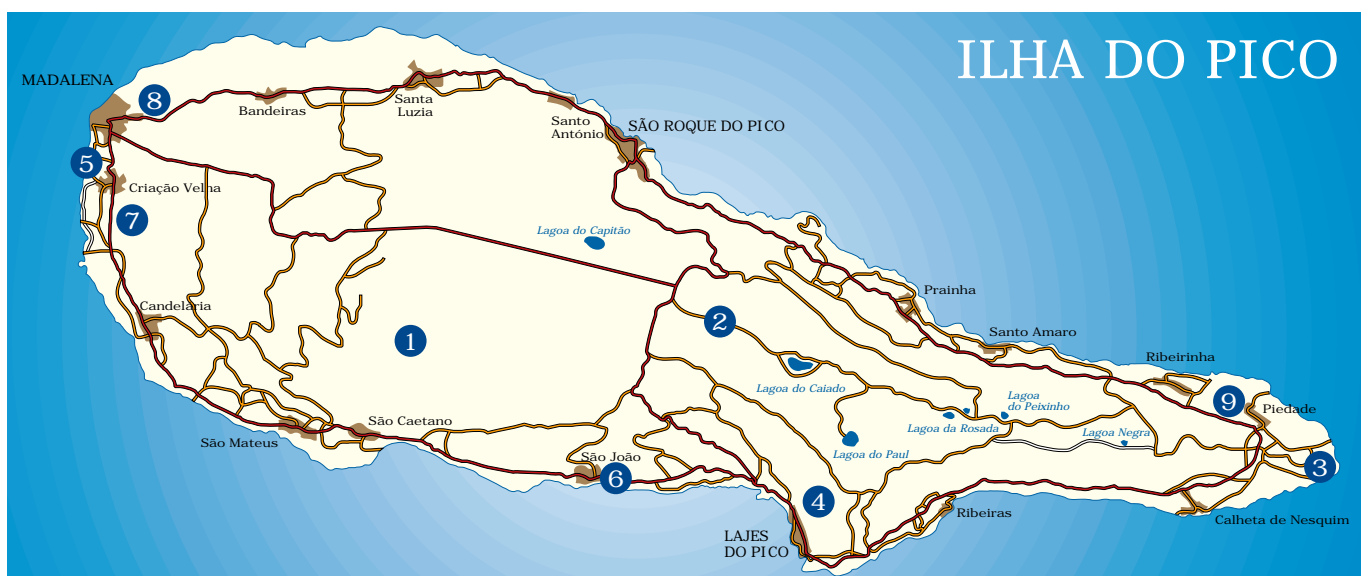 ILHA DO PICO
MADALENA
8
Bandeiras
Santa
Luzia
Santo
António
SÃO ROQUE DO PICO
5
Criação Velha
7
Lagoa do Capitão
Candelária
1
2
Prainha
Santo Amaro
Ribeirinha
Lagoa do Caiado
Lagoa
do Peixinho
9
Piedade
São Mateus
São Caetano
Lagoa da Rosada
Lagoa Negra
Lagoa do Paul
São João
6
3
4
Ribeiras
Calheta de Nesquim
LAJES
DO PICO